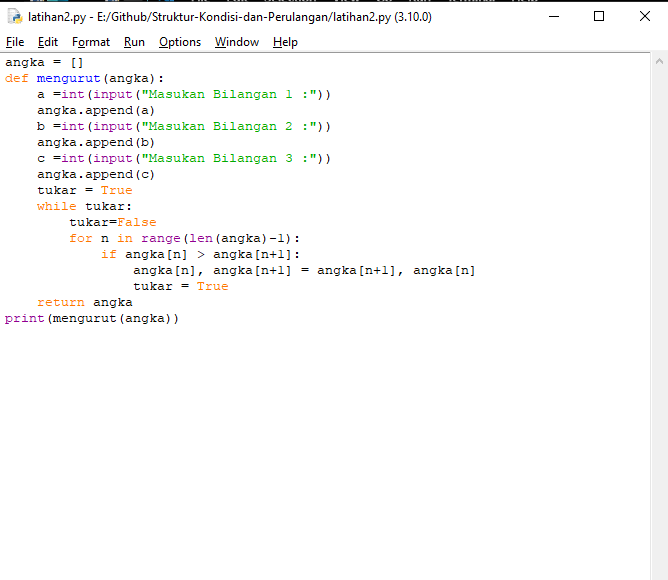 latihan2.py - E:/Github/Struktur-Kondisi-dan-Perulangan/latihan2.py (3.10.0)
File Edit Format Run Options Window Help
angka = []
def mengurut(angka):
    a =int(input("Masukan Bilangan 1 :"))
    angka.append(a)
    b =int(input("Masukan Bilangan 2 :"))
    angka.append(b)
    c =int(input("Masukan Bilangan 3 :"))
    angka.append(c)
    tukar = True
    while tukar:
        tukar=False
        for n in range(len(angka)-1):
            if angka[n] > angka[n+1]:
                angka[n], angka[n+1] = angka[n+1], angka[n]
                tukar = True
    return angka
print(mengurut(angka))